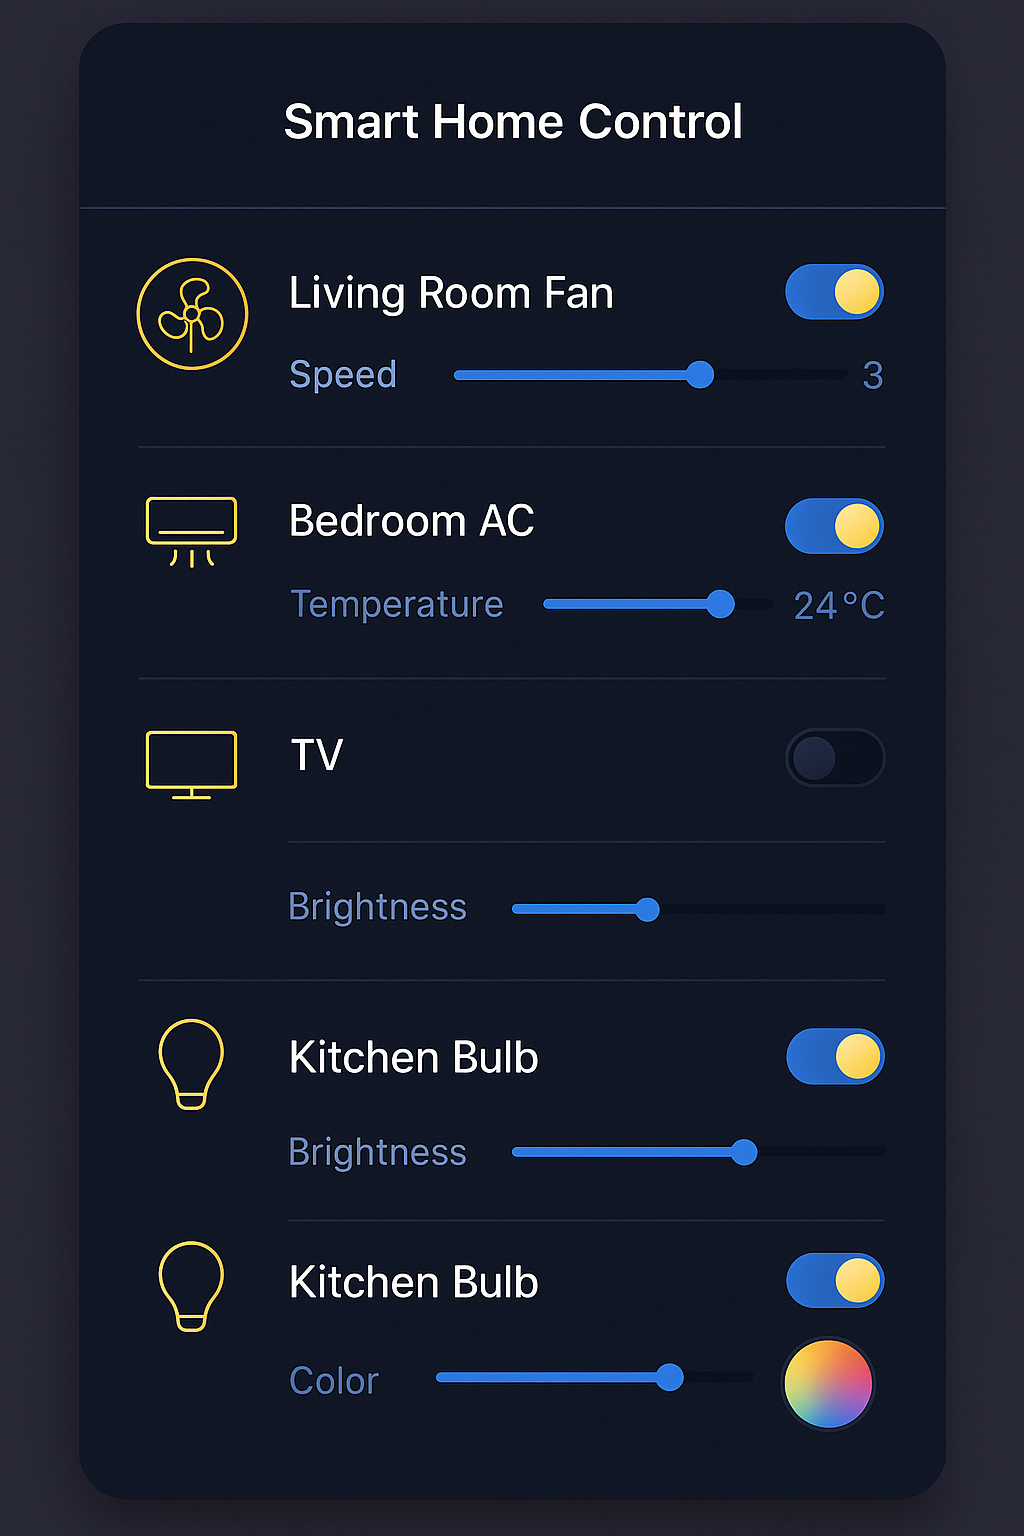 Smart Home Control
Living Room Fan
Speed 3
Bedroom AC
Temperature 24°C
TV
Brightness
Kitchen Bulb
Brightness
Kitchen Bulb
Color